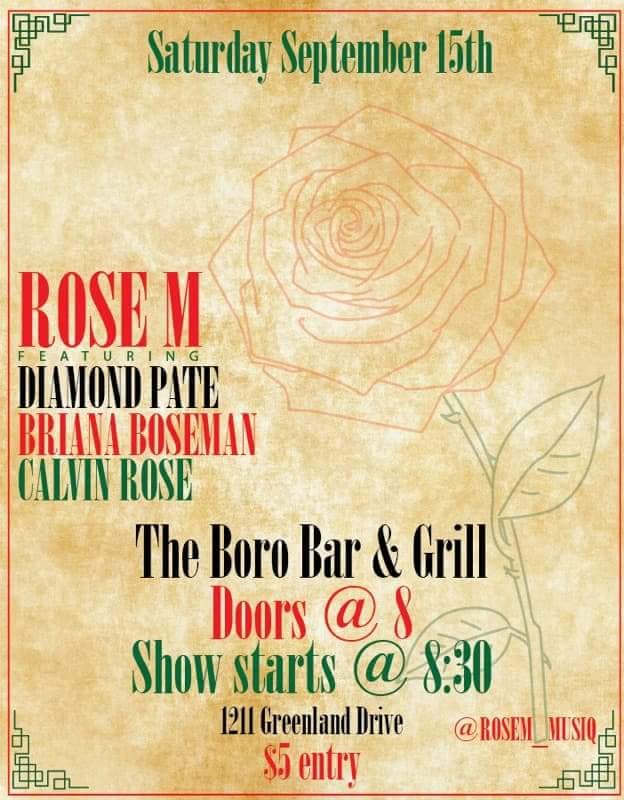 Saturday September 15th
ROSE M
FEATURING
DIAMOND PATE
BRIANA BOSEMAN
CALVIN ROSE
The Boro Bar & Grill
Doors @ 8
Show starts @ 8:30
1211 Greenland Drive
@ROSEM_MUSIQ
$5 entry